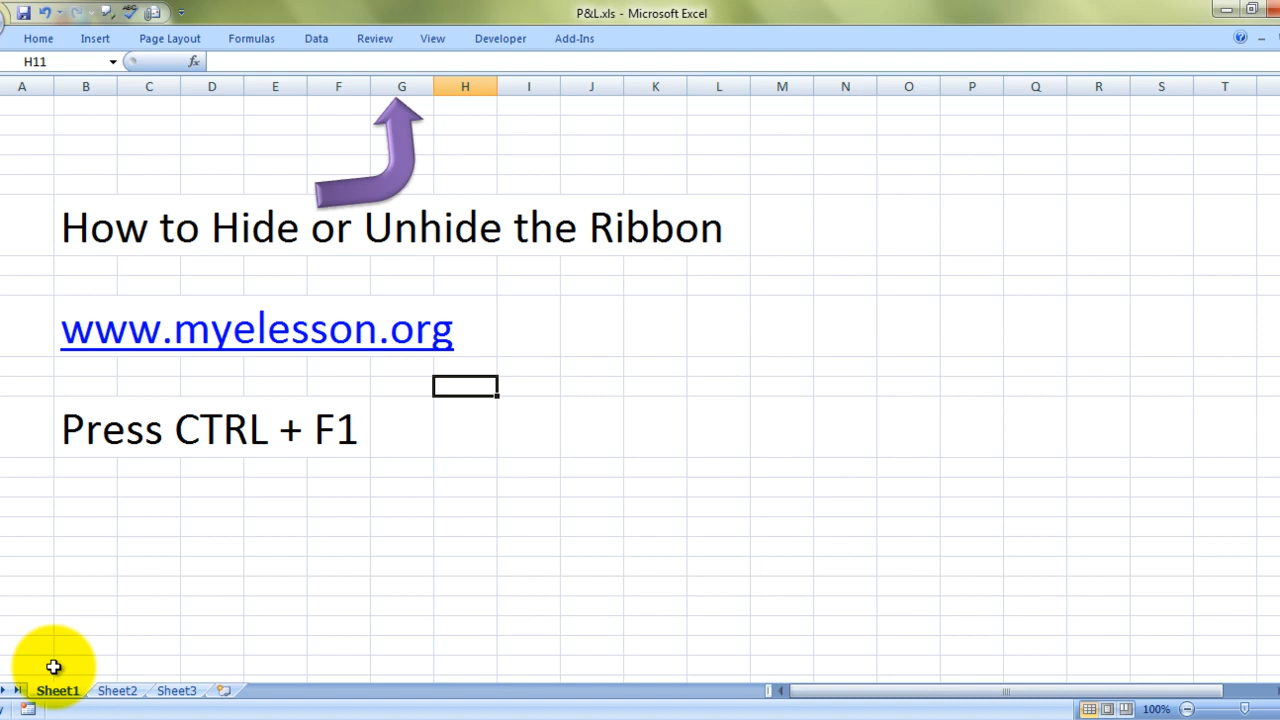 P&L.xls - Microsoft Excel
Home Insert Page Layout Formulas Data Review View Developer Add-Ins
H11 fx
A B C D E F G H I J K L M N O P Q R S T
How to Hide or Unhide the Ribbon
www.myelesson.org
Press CTRL + F1
Sheet1 Sheet2 Sheet3
100%